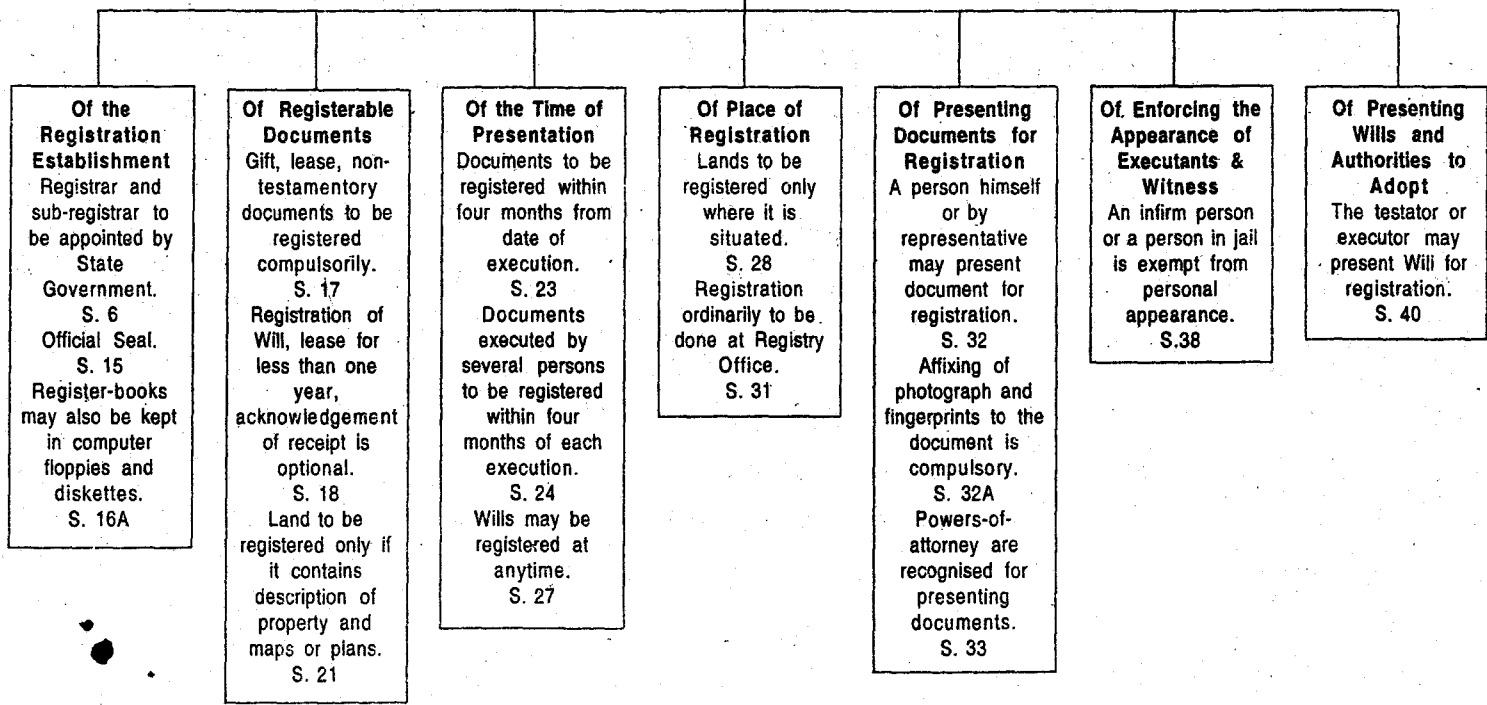 Of the
Registration
Establishment
Registrar and
sub-registrar to
be appointed by
State
Government.
S. 6
Official Seal.
S. 15
Register-books
may also be kept
in computer
floppies and
diskettes.
S. 16A
Of Registerable
Documents
Gift, lease, non-
testamentory
documents to be
registered
compulsorily.
S. 17
Registration of
Will, lease for
less than one
year,
acknowledgement
of receipt is
optional.
S. 18
Land to be
registered only if
it contains
description of
property and
maps or plans.
S. 21
Of the Time of
Presentation
Documents to be
registered within
four months from
date of
execution.
S. 23
Documents
executed by
several persons
to be registered
within four
months of each
execution.
S. 24
Wills may be
registered at
anytime.
S. 27
Of Place of
Registration
Lands to be
registered only
where it is
situated.
S. 28
Registration
ordinarily to be
done at Registry
Office.
S. 31
Of Presenting
Documents for
Registration
A person himself
or by
representative
may present
document for
registration.
S. 32
Affixing of
photograph and
fingerprints to the
document is
compulsory.
S. 32A
Powers-of-
attorney are
recognised for
presenting
documents.
S. 33
Of. Enforcing the
Appearance of
Executants &
Witness
An infirm person
or a person in jail
is exempt from
personal
appearance.
S.38
Of Presenting
Wills and
Authorities to
Adopt
The testator or
executor may
present Will for
registration.
S. 40